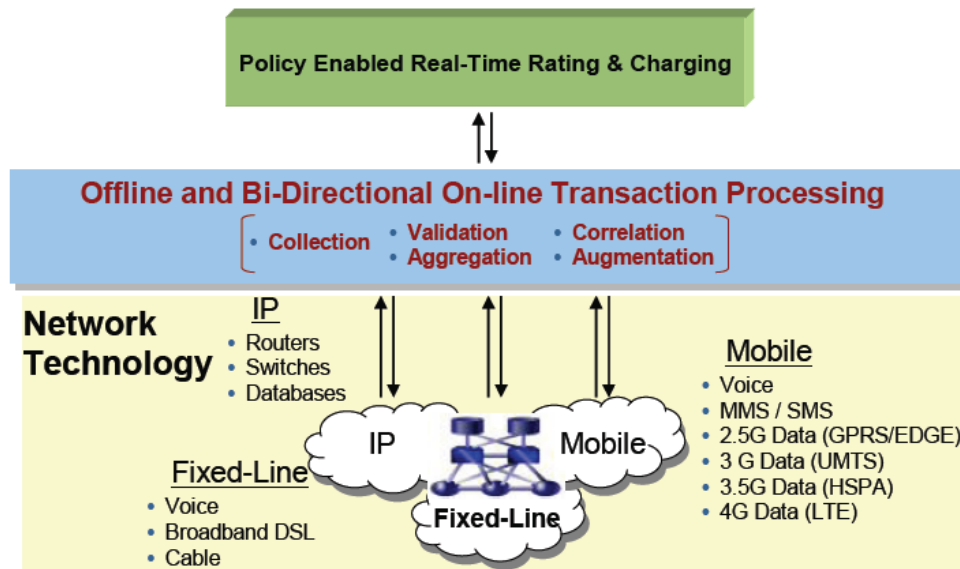 Policy Enabled Real-Time Rating & Charging
Offline and Bi-Directional On-line Transaction Processing
• Collection
• Validation
• Aggregation
• Correlation
• Augmentation
Network
Technology
IP
• Routers
• Switches
• Databases
Mobile
• Voice
• MMS / SMS
• 2.5G Data (GPRS/EDGE)
• 3 G Data (UMTS)
• 3.5G Data (HSPA)
• 4G Data (LTE)
IP
Mobile
Fixed-Line
Fixed-Line
• Voice
• Broadband DSL
• Cable